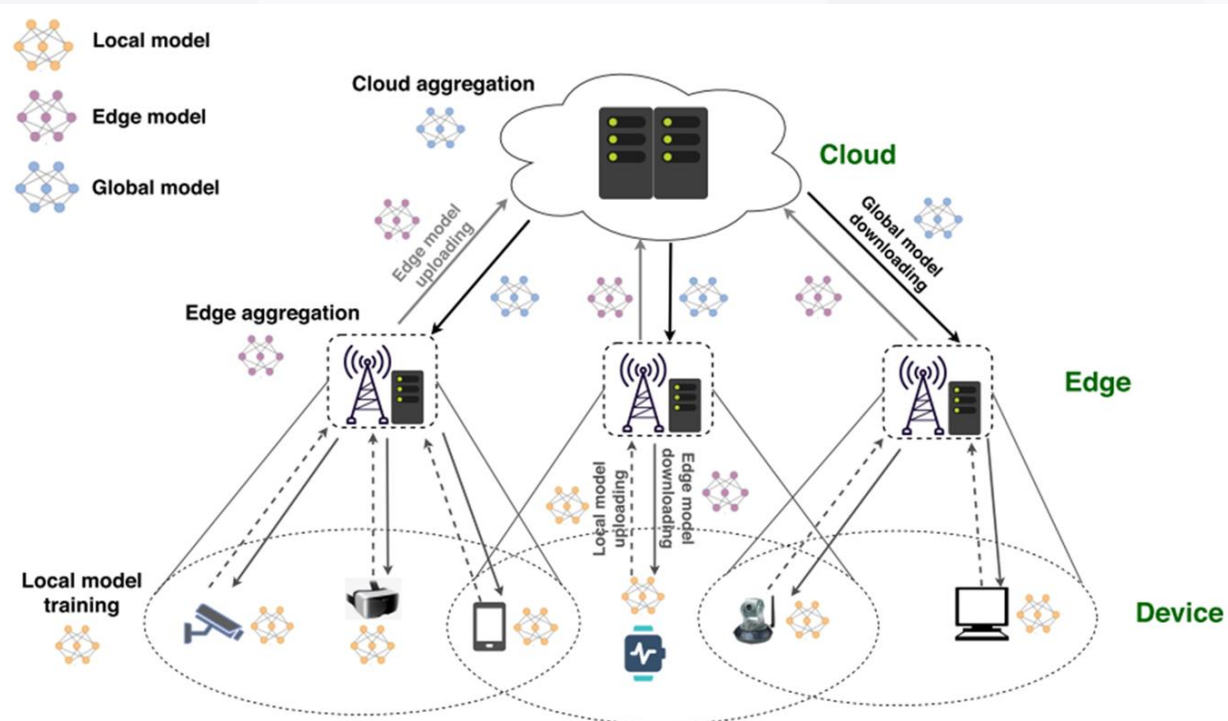 Local model
Edge model
Global model
Cloud aggregation
Cloud
Edge model
uploading
Global model
downloading
Edge aggregation
Edge
Local model
uploading
Edge model
downloading
Local model
training
Device